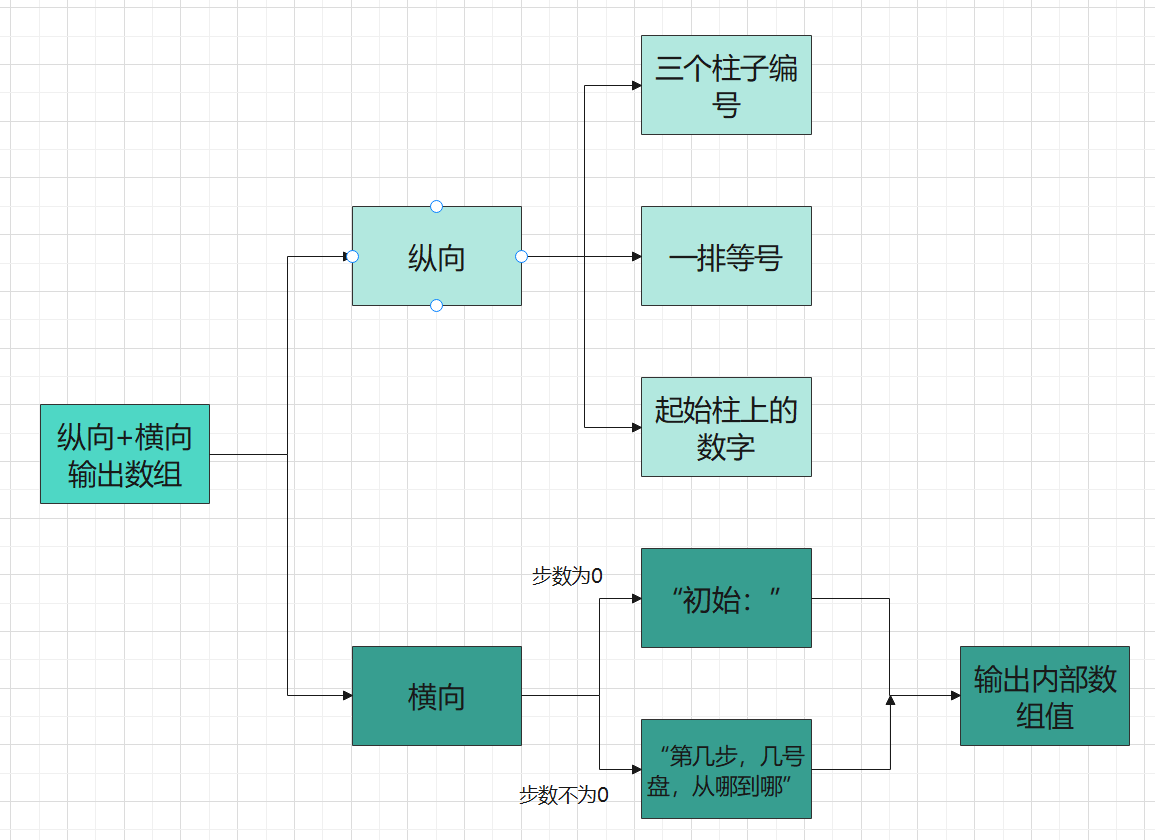 三个柱子编
号
纵向
一排等号
起始柱上的
数字
纵向+横向
输出数组
步数为0
“初始：”
横向
输出内部数
组值
“第几步，几号
盘，从哪到哪”
步数不为0